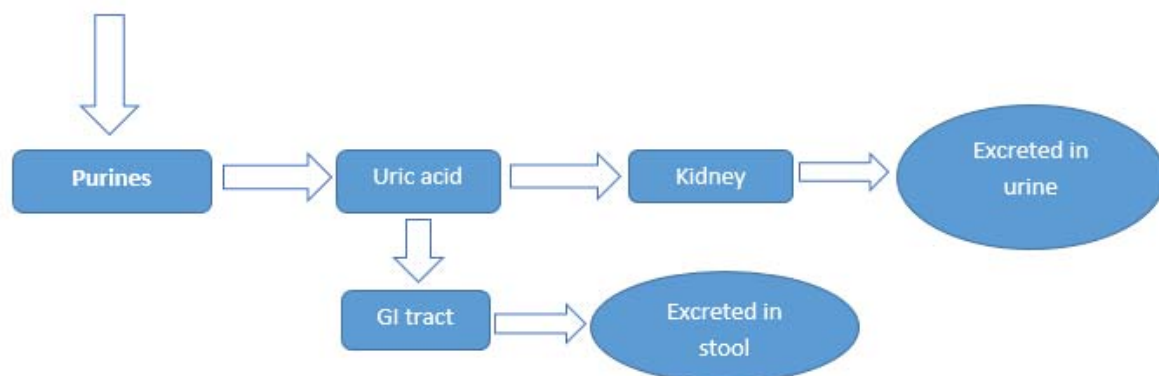 Purines
Uric acid
Kidney
Excreted in
urine
GI tract
Excreted in
stool